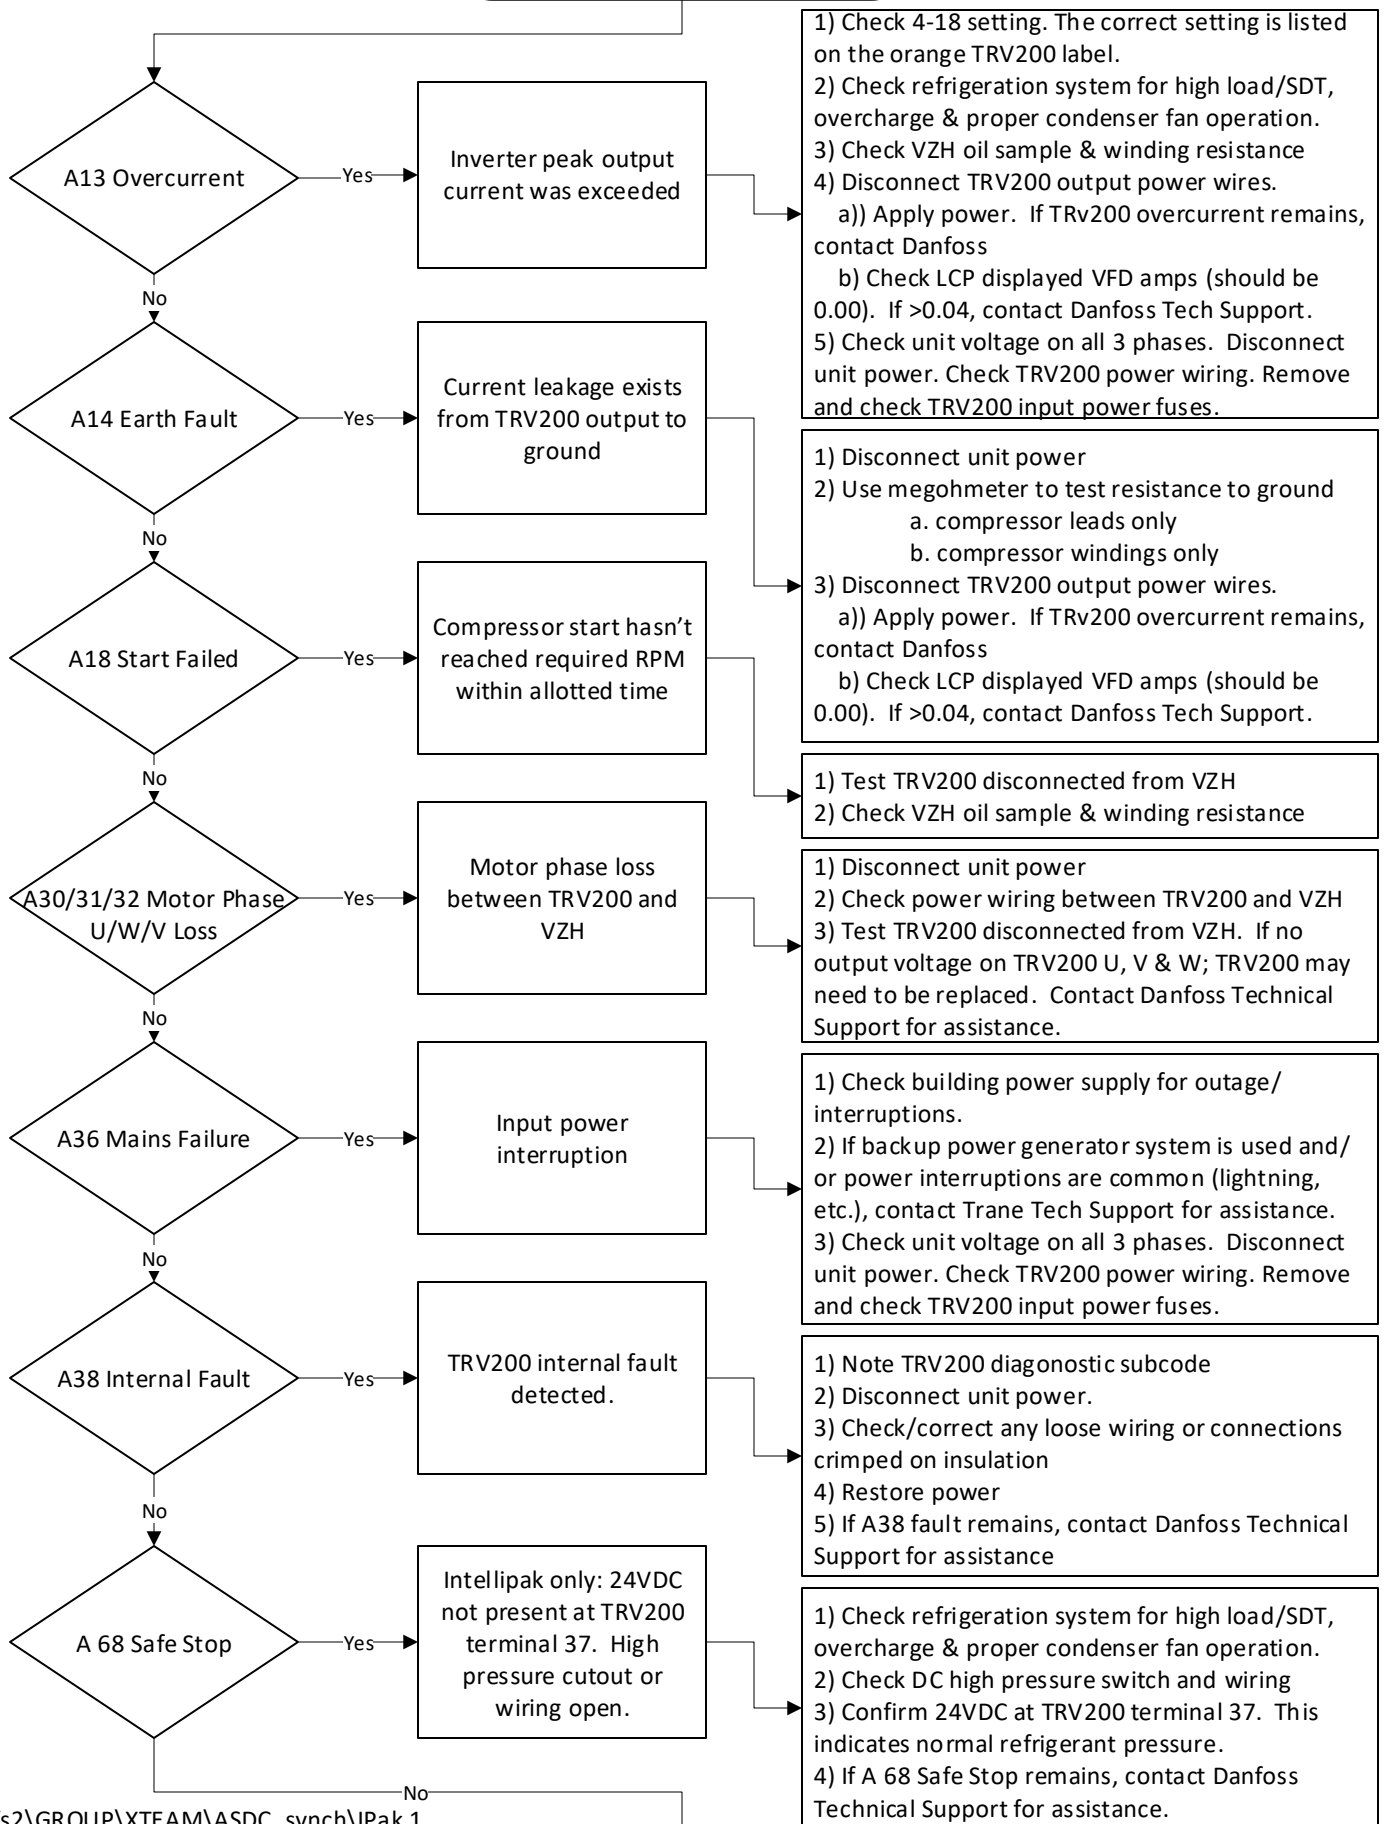 A13 Overcurrent
Yes
Inverter peak output
current was exceeded
1) Check 4-18 setting. The correct setting is listed
on the orange TRV200 label.
2) Check refrigeration system for high load/SDT,
overcharge & proper condenser fan operation.
3) Check VZH oil sample & winding resistance
4) Disconnect TRV200 output power wires.
a)) Apply power. If TRv200 overcurrent remains,
contact Danfoss
b) Check LCP displayed VFD amps (should be
0.00). If >0.04, contact Danfoss Tech Support.
5) Check unit voltage on all 3 phases. Disconnect
unit power. Check TRV200 power wiring. Remove
and check TRV200 input power fuses.
No
A14 Earth Fault
Yes
Current leakage exists
from TRV200 output to
ground
1) Disconnect unit power
2) Use megohmeter to test resistance to ground
a. compressor leads only
b. compressor windings only
3) Disconnect TRV200 output power wires.
a)) Apply power. If TRv200 overcurrent remains,
contact Danfoss
b) Check LCP displayed VFD amps (should be
0.00). If >0.04, contact Danfoss Tech Support.
No
A18 Start Failed
Yes
Compressor start hasn’t
reached required RPM
within allotted time
1) Test TRV200 disconnected from VZH
2) Check VZH oil sample & winding resistance
No
A30/31/32 Motor Phase
U/W/V Loss
Yes
Motor phase loss
between TRV200 and
VZH
1) Disconnect unit power
2) Check power wiring between TRV200 and VZH
3) Test TRV200 disconnected from VZH. If no
output voltage on TRV200 U, V & W; TRV200 may
need to be replaced. Contact Danfoss Technical
Support for assistance.
No
A36 Mains Failure
Yes
Input power
interruption
1) Check building power supply for outage/
interruptions.
2) If backup power generator system is used and/
or power interruptions are common (lightning,
etc.), contact Trane Tech Support for assistance.
3) Check unit voltage on all 3 phases. Disconnect
unit power. Check TRV200 power wiring. Remove
and check TRV200 input power fuses.
No
A38 Internal Fault
Yes
TRV200 internal fault
detected.
1) Note TRV200 diagonostic subcode
2) Disconnect unit power.
3) Check/correct any loose wiring or connections
crimped on insulation
4) Restore power
5) If A38 fault remains, contact Danfoss Technical
Support for assistance
No
A 68 Safe Stop
Yes
Intellipak only: 24VDC
not present at TRV200
terminal 37. High
pressure cutout or
wiring open.
1) Check refrigeration system for high load/SDT,
overcharge & proper condenser fan operation.
2) Check DC high pressure switch and wiring
3) Confirm 24VDC at TRV200 terminal 37. This
indicates normal refrigerant pressure.
4) If A 68 Safe Stop remains, contact Danfoss
Technical Support for assistance.
No
s2\GROUP\XTEAM\ASDC_synch\IPak 1